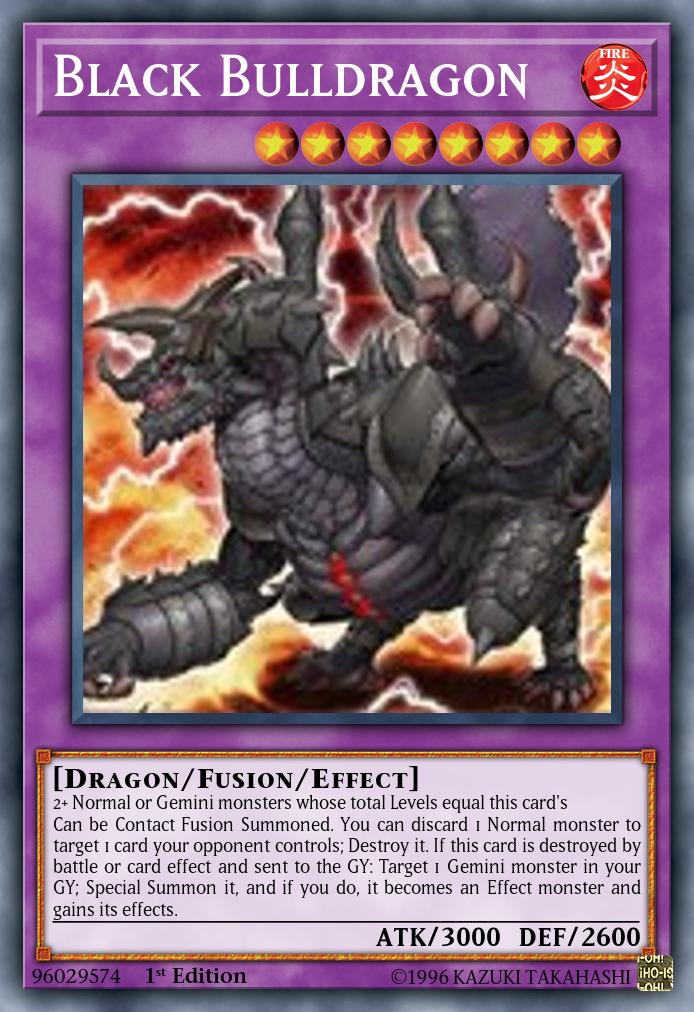 BLACK BULLDRAGON
FIRE
炎
[DRAGON/FUSION/EFFECT]
2+ Normal or Gemini monsters whose total Levels equal this card's
Can be Contact Fusion Summoned. You can discard 1 Normal monster to
target 1 card your opponent controls; Destroy it. If this card is destroyed by
battle or card effect and sent to the GY: Target 1 Gemini monster in your
GY; Special Summon it, and if you do, it becomes an Effect monster and
gains its effects.
ATK/3000 DEF/2600
96029574 1st Edition ©1996 KAZUKI TAKAHASHI